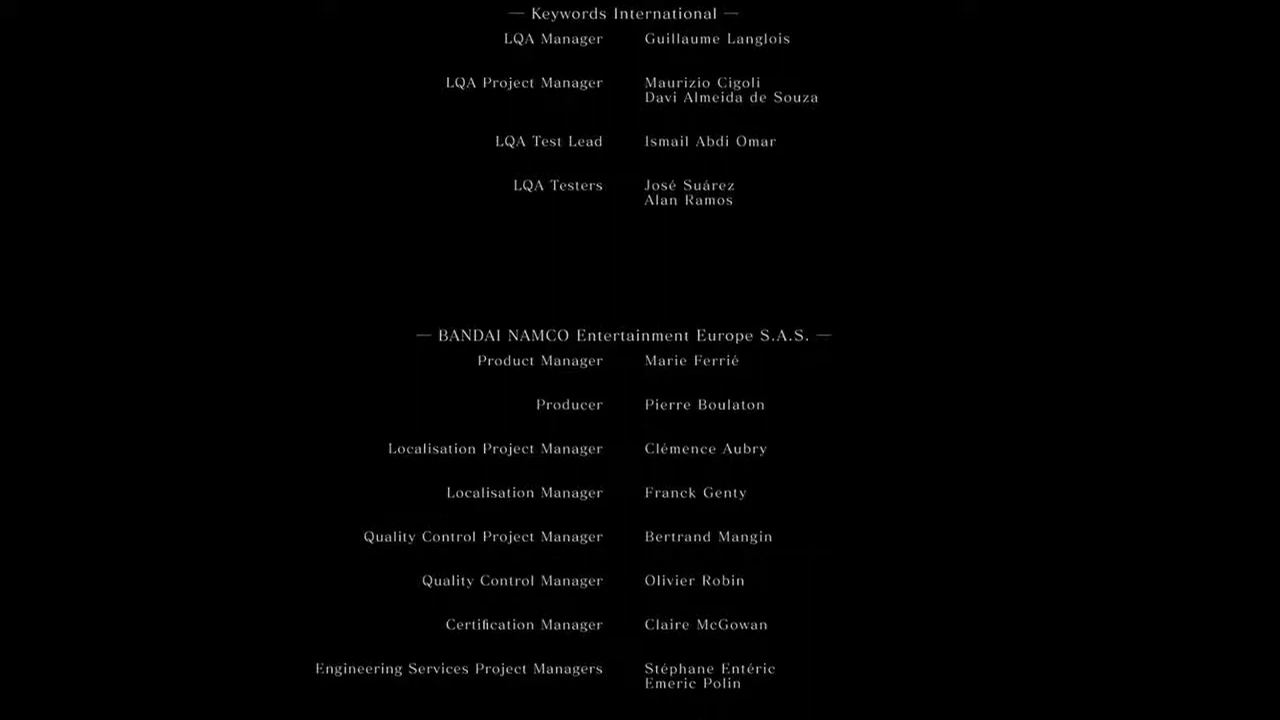 — Keywords International —
LQA Manager Guillaume Langlois
LQA Project Manager Maurizio Cigoli
Davi Almeida de Souza
LQA Test Lead Ismail Abdi Omar
LQA Testers José Suárez
Alan Ramos
— BANDAI NAMCO Entertainment Europe S.A.S. —
Product Manager Marie Ferrié
Producer Pierre Boulaton
Localisation Project Manager Clémence Aubry
Localisation Manager Franck Genty
Quality Control Project Manager Bertrand Mangin
Quality Control Manager Olivier Robin
Certification Manager Claire McGowan
Engineering Services Project Managers Stéphane Entéric
Emeric Polin